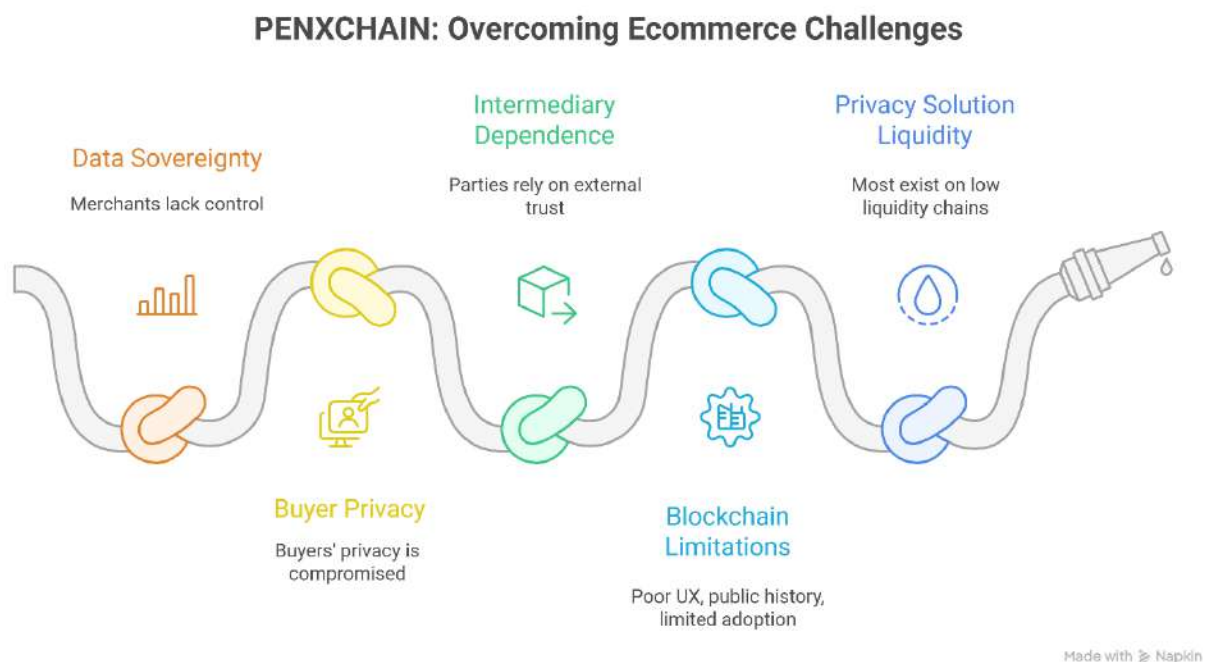 PENXCHAIN: Overcoming Ecommerce Challenges
Data Sovereignty
Merchants lack control
Buyer Privacy
Buyers' privacy is
compromised
Intermediary
Dependence
Parties rely on external
trust
Blockchain
Limitations
Poor UX, public history,
limited adoption
Privacy Solution
Liquidity
Most exist on low
liquidity chains
Made with Napkin